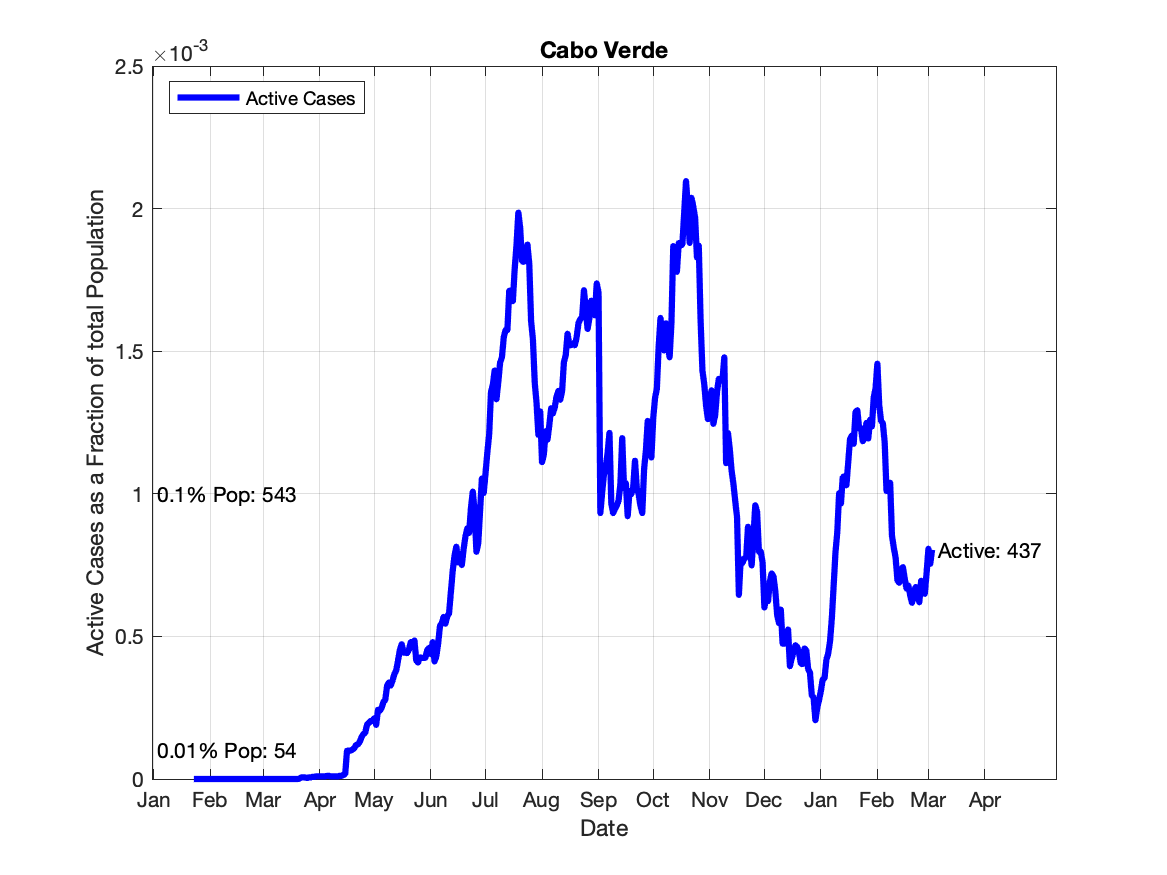 Cabo Verde
×10-3
2.5
2
1.5
1
0.5
0
Active Cases as a Fraction of total Population
Active Cases
0.1% Pop: 543
0.01% Pop: 54
Active: 437
Jan Feb Mar Apr May Jun Jul Aug Sep Oct Nov Dec Jan Feb Mar Apr
Date